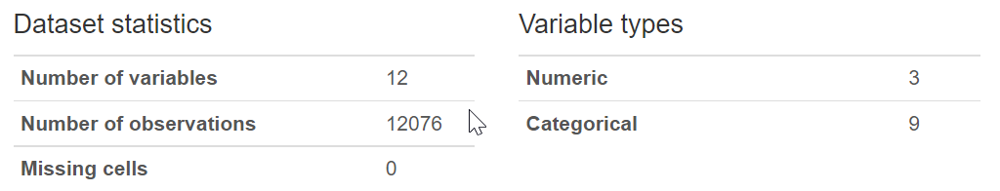 Dataset statistics
Number of variables 12
Number of observations 12076
Missing cells 0
Variable types
Numeric 3
Categorical 9